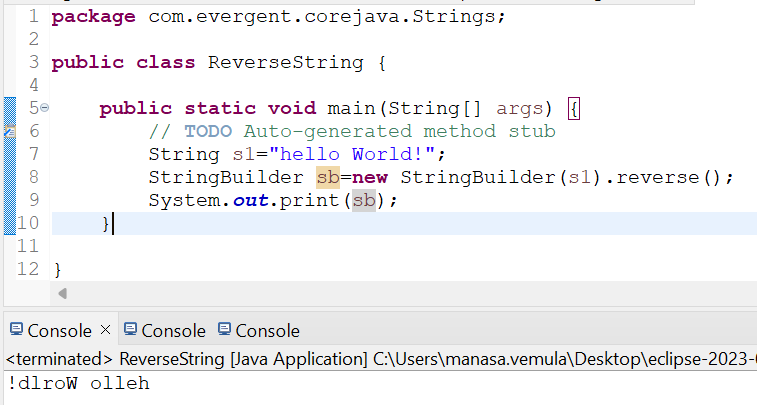 1 package com.evergent.corejava.Strings;
2
3 public class ReverseString {
4
5 public static void main(String[] args) {
6 // TODO Auto-generated method stub
7 String s1="hello World!";
8 StringBuilder sb=new StringBuilder(s1).reverse();
9 System.out.print(sb);
10 }
11
12 }
Console × Console Console
<terminated> ReverseString [Java Application] C:\Users\manasa.vemula\Desktop\eclipse-2023-
!dlroW olleh